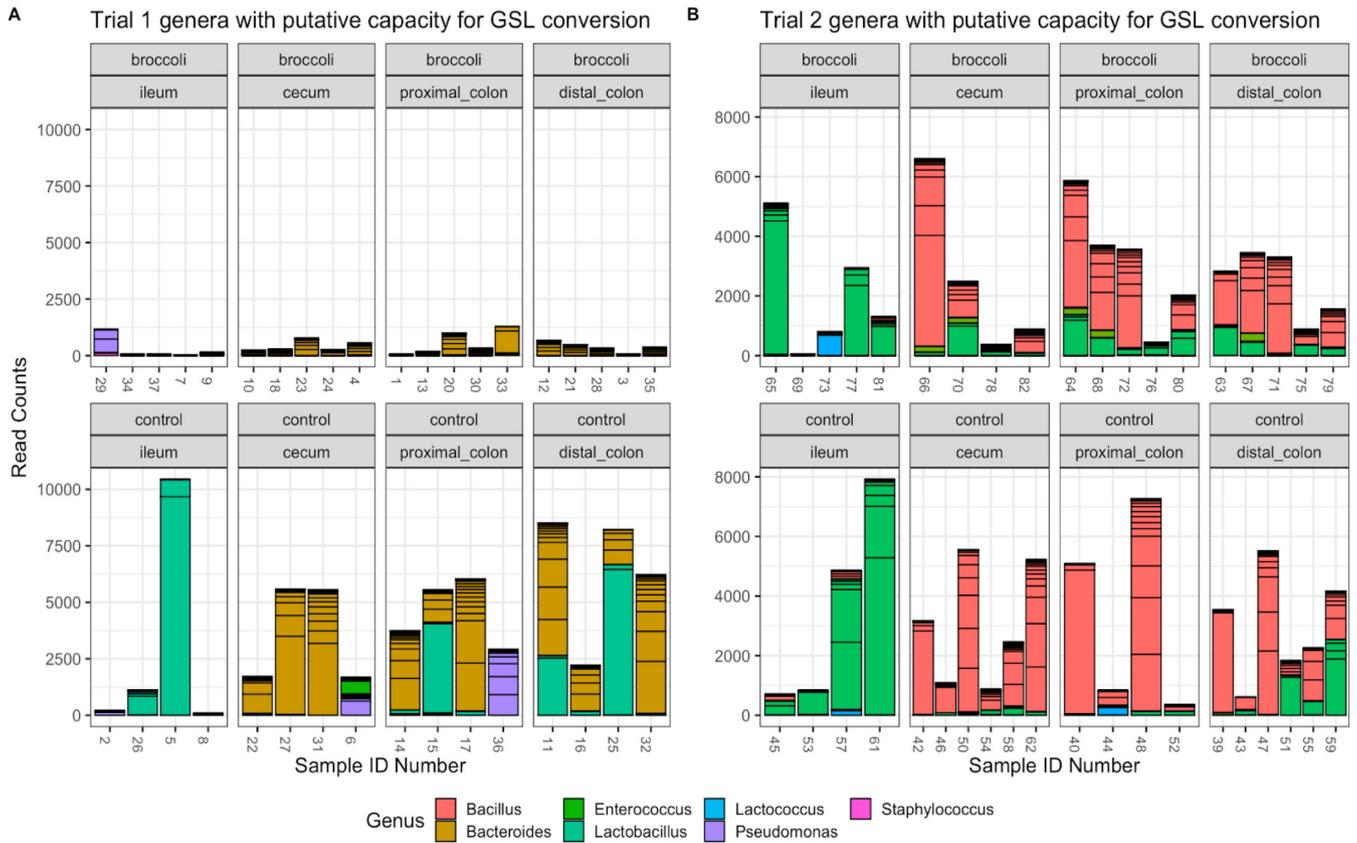 A
Trial 1 genera with putative capacity for GSL conversion
broccoli broccoli broccoli broccoli
ileum cecum proximal_colon distal_colon
10000
7500
5000
2500
0
29 34 37 7 9 10 18 23 24 4 1 13 20 30 33 12 21 28 3 35
control control control control
ileum cecum proximal_colon distal_colon
10000
7500
5000
2500
0
2 26 5 8 22 27 31 6 14 15 17 36 11 16 25 32
Read Counts
Sample ID Number
B
Trial 2 genera with putative capacity for GSL conversion
broccoli broccoli broccoli broccoli
ileum cecum proximal_colon distal_colon
8000
6000
4000
2000
0
65 69 73 77 81 66 70 78 82 64 68 72 76 80 63 67 71 75 79
control control control control
ileum cecum proximal_colon distal_colon
8000
6000
4000
2000
0
45 53 57 61 42 46 50 54 58 62 40 44 48 52 39 43 47 51 55 59
Sample ID Number
Genus
Bacillus Enterococcus Lactococcus Staphylococcus
Bacteroides Lactobacillus Pseudomonas